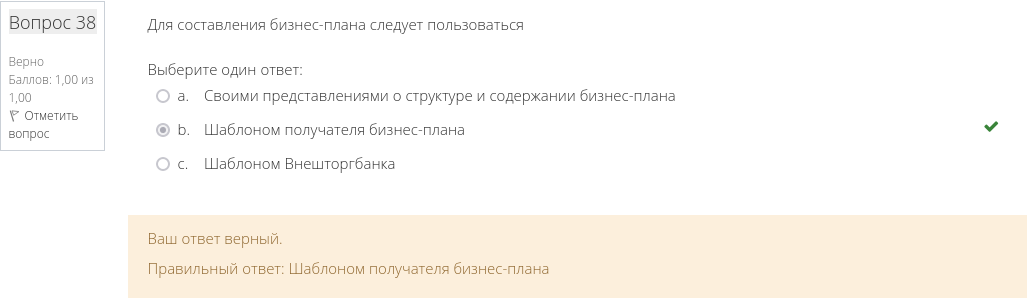 Вопрос 38
Верно
Баллов: 1,00 из
1,00
Отметить
вопрос
Для составления бизнес-плана следует пользоваться
Выберите один ответ:
a. Своими представлениями о структуре и содержании бизнес-плана
b. Шаблоном получателя бизнес-плана
c. Шаблоном Внешторгбанка
Ваш ответ верный.
Правильный ответ: Шаблоном получателя бизнес-плана